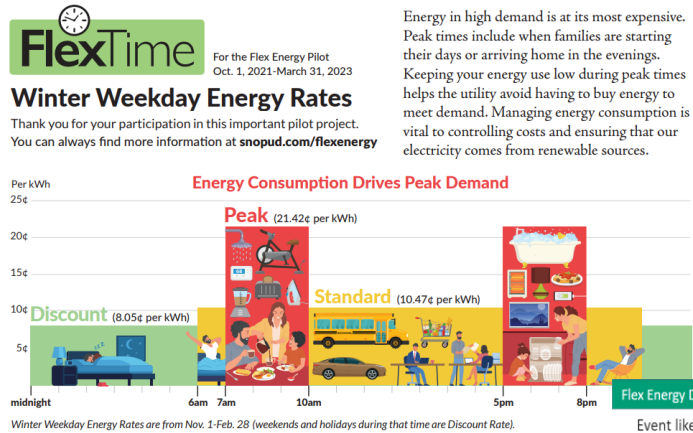 FlexTime
For the Flex Energy Pilot
Oct. 1, 2021-March 31, 2023
Winter Weekday Energy Rates
Thank you for your participation in this important pilot project.
You can always find more information at snopud.com/flexenergy
Energy in high demand is at its most expensive.
Peak times include when families are starting
their days or arriving home in the evenings.
Keeping your energy use low during peak times
helps the utility avoid having to buy energy to
meet demand. Managing energy consumption is
vital to controlling costs and ensuring that our
electricity comes from renewable sources.
Per kWh
Energy Consumption Drives Peak Demand
25¢
20¢
15¢
10¢
5¢
Peak (21.42¢ per kWh)
Standard (10.47¢ per kWh)
Discount (8.05¢ per kWh)
midnight
6am
7am
10am
5pm
8pm
Flex Energy D
Event like
Winter Weekday Energy Rates are from Nov. 1-Feb. 28 (weekends and holidays during that time are Discount Rate).